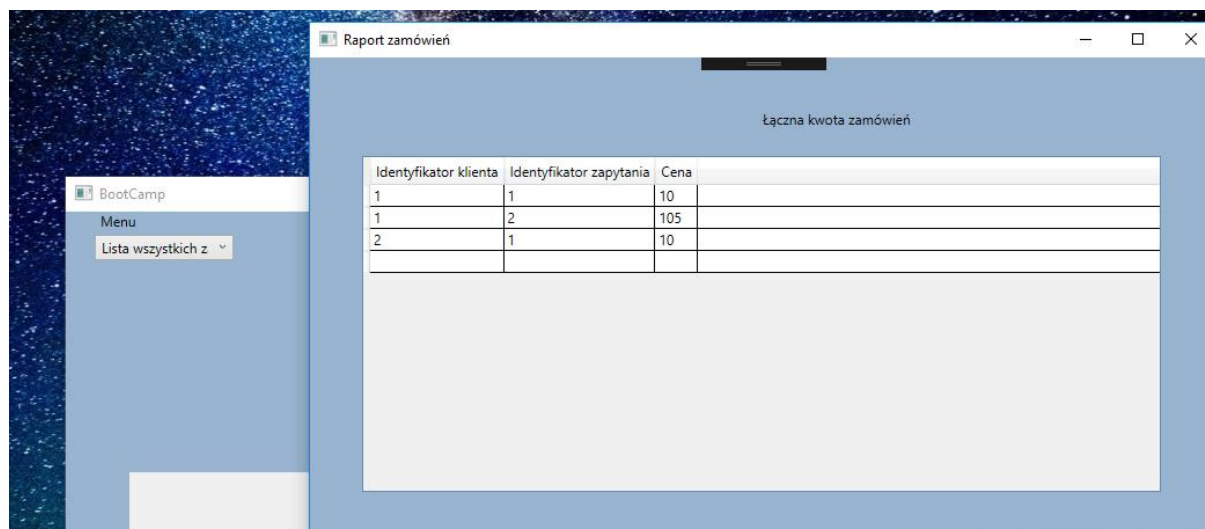 Raport zamówień
Łączna kwota zamówień
Identyfikator klienta Identyfikator zapytania Cena
1 1 10
1 2 105
2 1 10
BootCamp
Menu
Lista wszystkich z